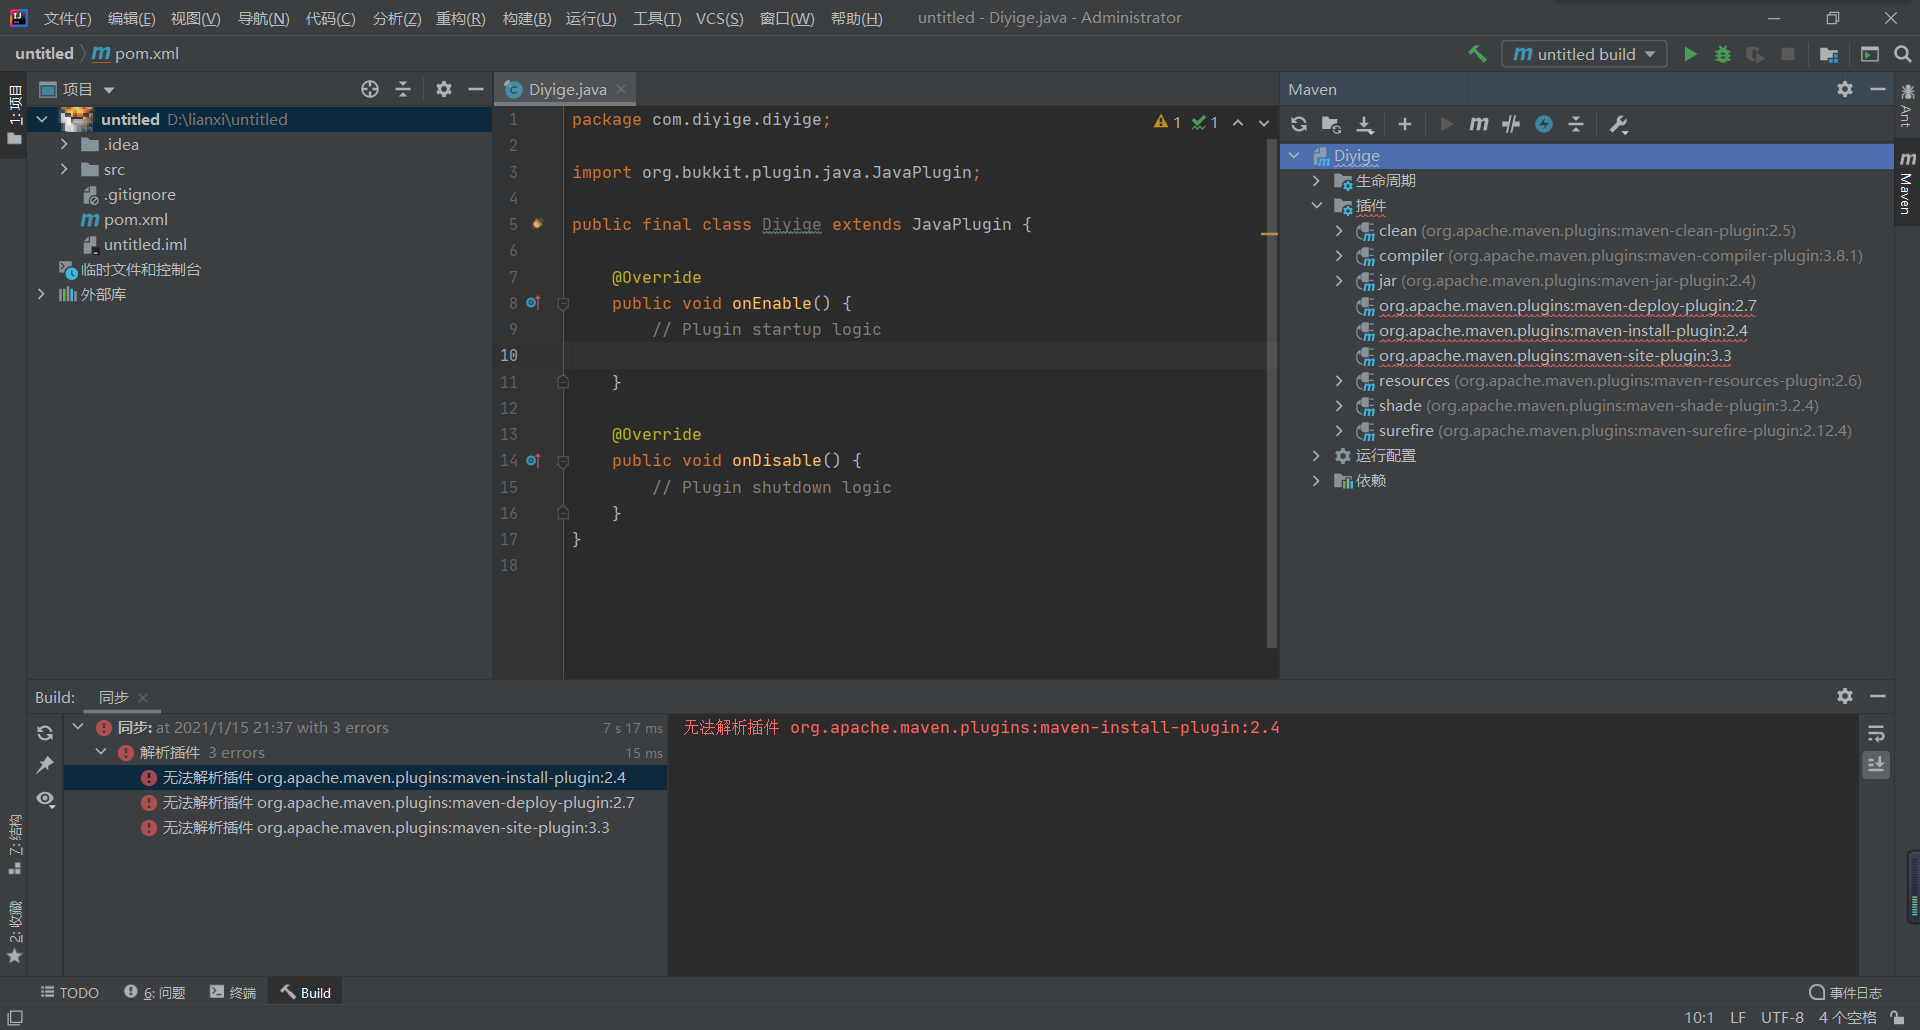 文件(F) 编辑(E) 视图(V) 导航(N) 代码(C) 分析(Z) 重构(R) 构建(B) 运行(U) 工具(T) VCS(S) 窗口(W) 帮助(H) untitled - Diyige.java - Administrator
untitled pom.xml untitled build
1: 项目
项目
untitled D:\lianxi\untitled
.idea
src
.gitignore
pom.xml
untitled.iml
临时文件和控制台
外部库
Diyige.java
1 package com.diyige.diyige;
2
3 import org.bukkit.plugin.java.JavaPlugin;
4
5 public final class Diyige extends JavaPlugin {
6
7 @Override
8 public void onEnable() {
9 // Plugin startup logic
10
11 }
12
13 @Override
14 public void onDisable() {
15 // Plugin shutdown logic
16 }
17 }
18
1 1
Maven
Diyige
生命周期
插件
clean (org.apache.maven.plugins:maven-clean-plugin:2.5)
compiler (org.apache.maven.plugins:maven-compiler-plugin:3.8.1)
jar (org.apache.maven.plugins:maven-jar-plugin:2.4)
org.apache.maven.plugins:maven-deploy-plugin:2.7
org.apache.maven.plugins:maven-install-plugin:2.4
org.apache.maven.plugins:maven-site-plugin:3.3
resources (org.apache.maven.plugins:maven-resources-plugin:2.6)
shade (org.apache.maven.plugins:maven-shade-plugin:3.2.4)
surefire (org.apache.maven.plugins:maven-surefire-plugin:2.12.4)
运行配置
依赖
Ant
Maven
Build: 同步
同步: at 2021/1/15 21:37 with 3 errors 7 s 17 ms
解析插件 3 errors 15 ms
无法解析插件 org.apache.maven.plugins:maven-install-plugin:2.4
无法解析插件 org.apache.maven.plugins:maven-deploy-plugin:2.7
无法解析插件 org.apache.maven.plugins:maven-site-plugin:3.3
无法解析插件 org.apache.maven.plugins:maven-install-plugin:2.4
Z: 结构
2: 收藏
TODO 6: 问题 终端 Build 事件日志
10:1 LF UTF-8 4 个空格